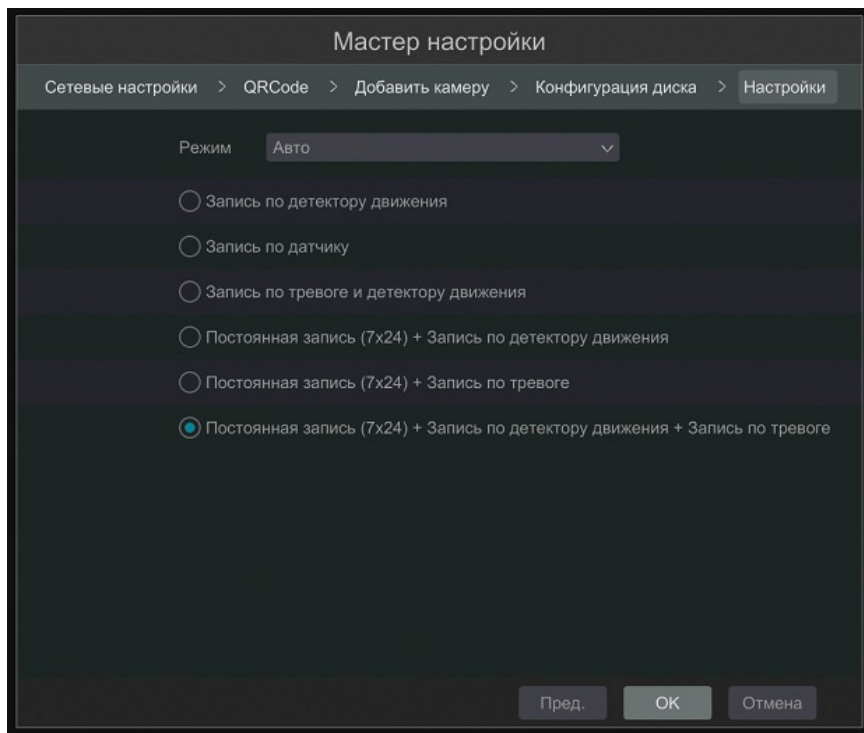 Мастер настройки
Сетевые настройки > QRCode > Добавить камеру > Конфигурация диска > Настройки
Режим Авто
Запись по детектору движения
Запись по датчику
Запись по тревоге и детектору движения
Постоянная запись (7x24) + Запись по детектору движения
Постоянная запись (7x24) + Запись по тревоге
Постоянная запись (7x24) + Запись по детектору движения + Запись по тревоге
Пред. OK Отмена